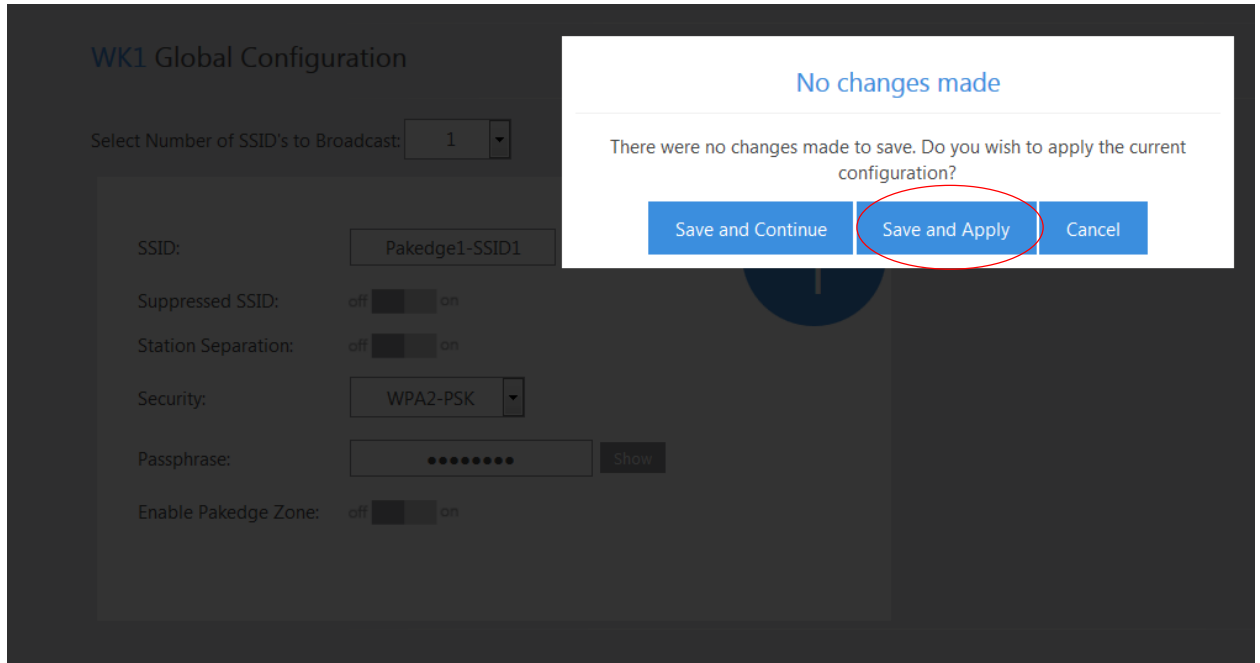 WK1 Global Configuration
No changes made
There were no changes made to save. Do you wish to apply the current
configuration?
Save and Continue Save and Apply Cancel
Select Number of SSID's to Broadcast: 1
SSID: Pakedge1-SSID1
Suppressed SSID: off on
Station Separation: off on
Security: WPA2-PSK
Passphrase: ●●●●●●●● Show
Enable Pakedge Zone: off on